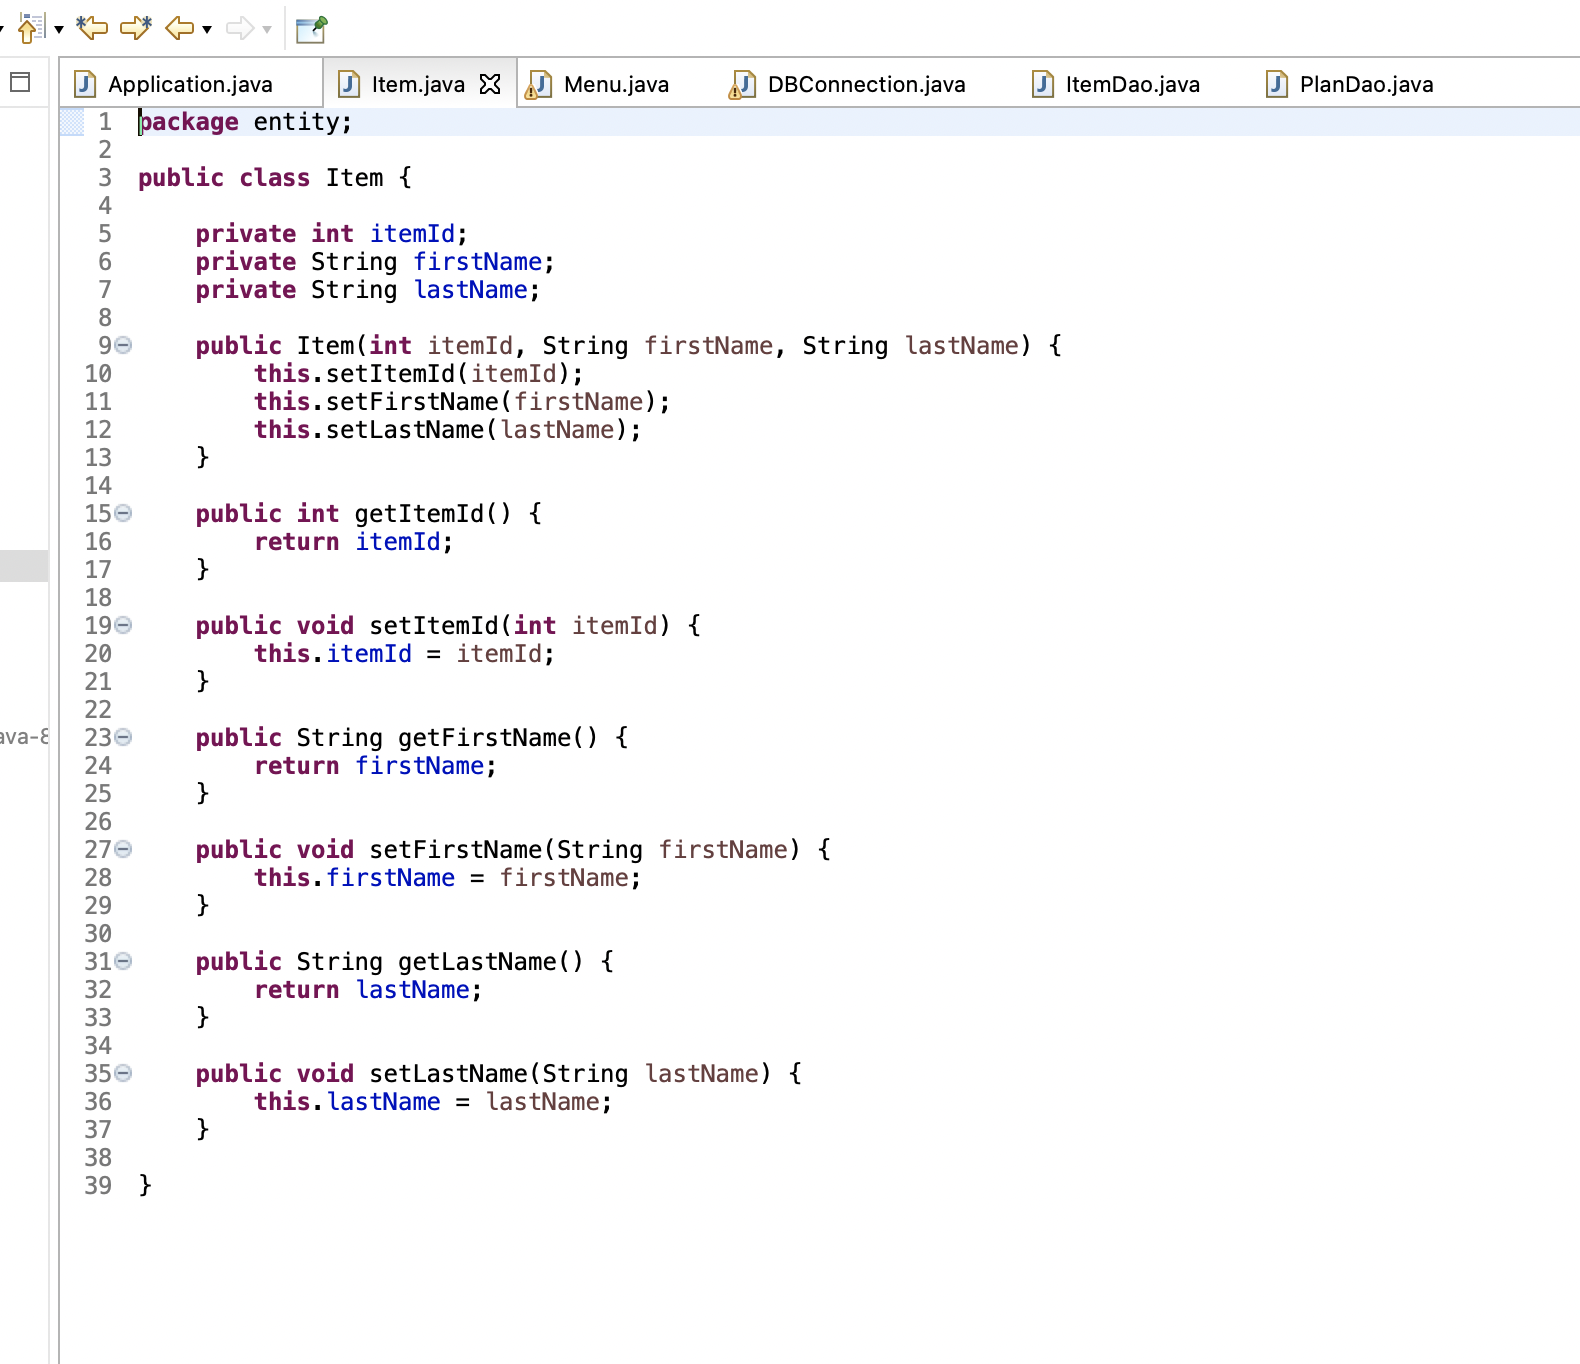 Application.java
Item.java
Menu.java
DBConnection.java
ItemDao.java
PlanDao.java
ava-8
1 package entity;
2
3 public class Item {
4
5     private int itemId;
6     private String firstName;
7     private String lastName;
8
9     public Item(int itemId, String firstName, String lastName) {
10         this.setItemId(itemId);
11         this.setFirstName(firstName);
12         this.setLastName(lastName);
13     }
14
15     public int getItemId() {
16         return itemId;
17     }
18
19     public void setItemId(int itemId) {
20         this.itemId = itemId;
21     }
22
23     public String getFirstName() {
24         return firstName;
25     }
26
27     public void setFirstName(String firstName) {
28         this.firstName = firstName;
29     }
30
31     public String getLastName() {
32         return lastName;
33     }
34
35     public void setLastName(String lastName) {
36         this.lastName = lastName;
37     }
38
39 }